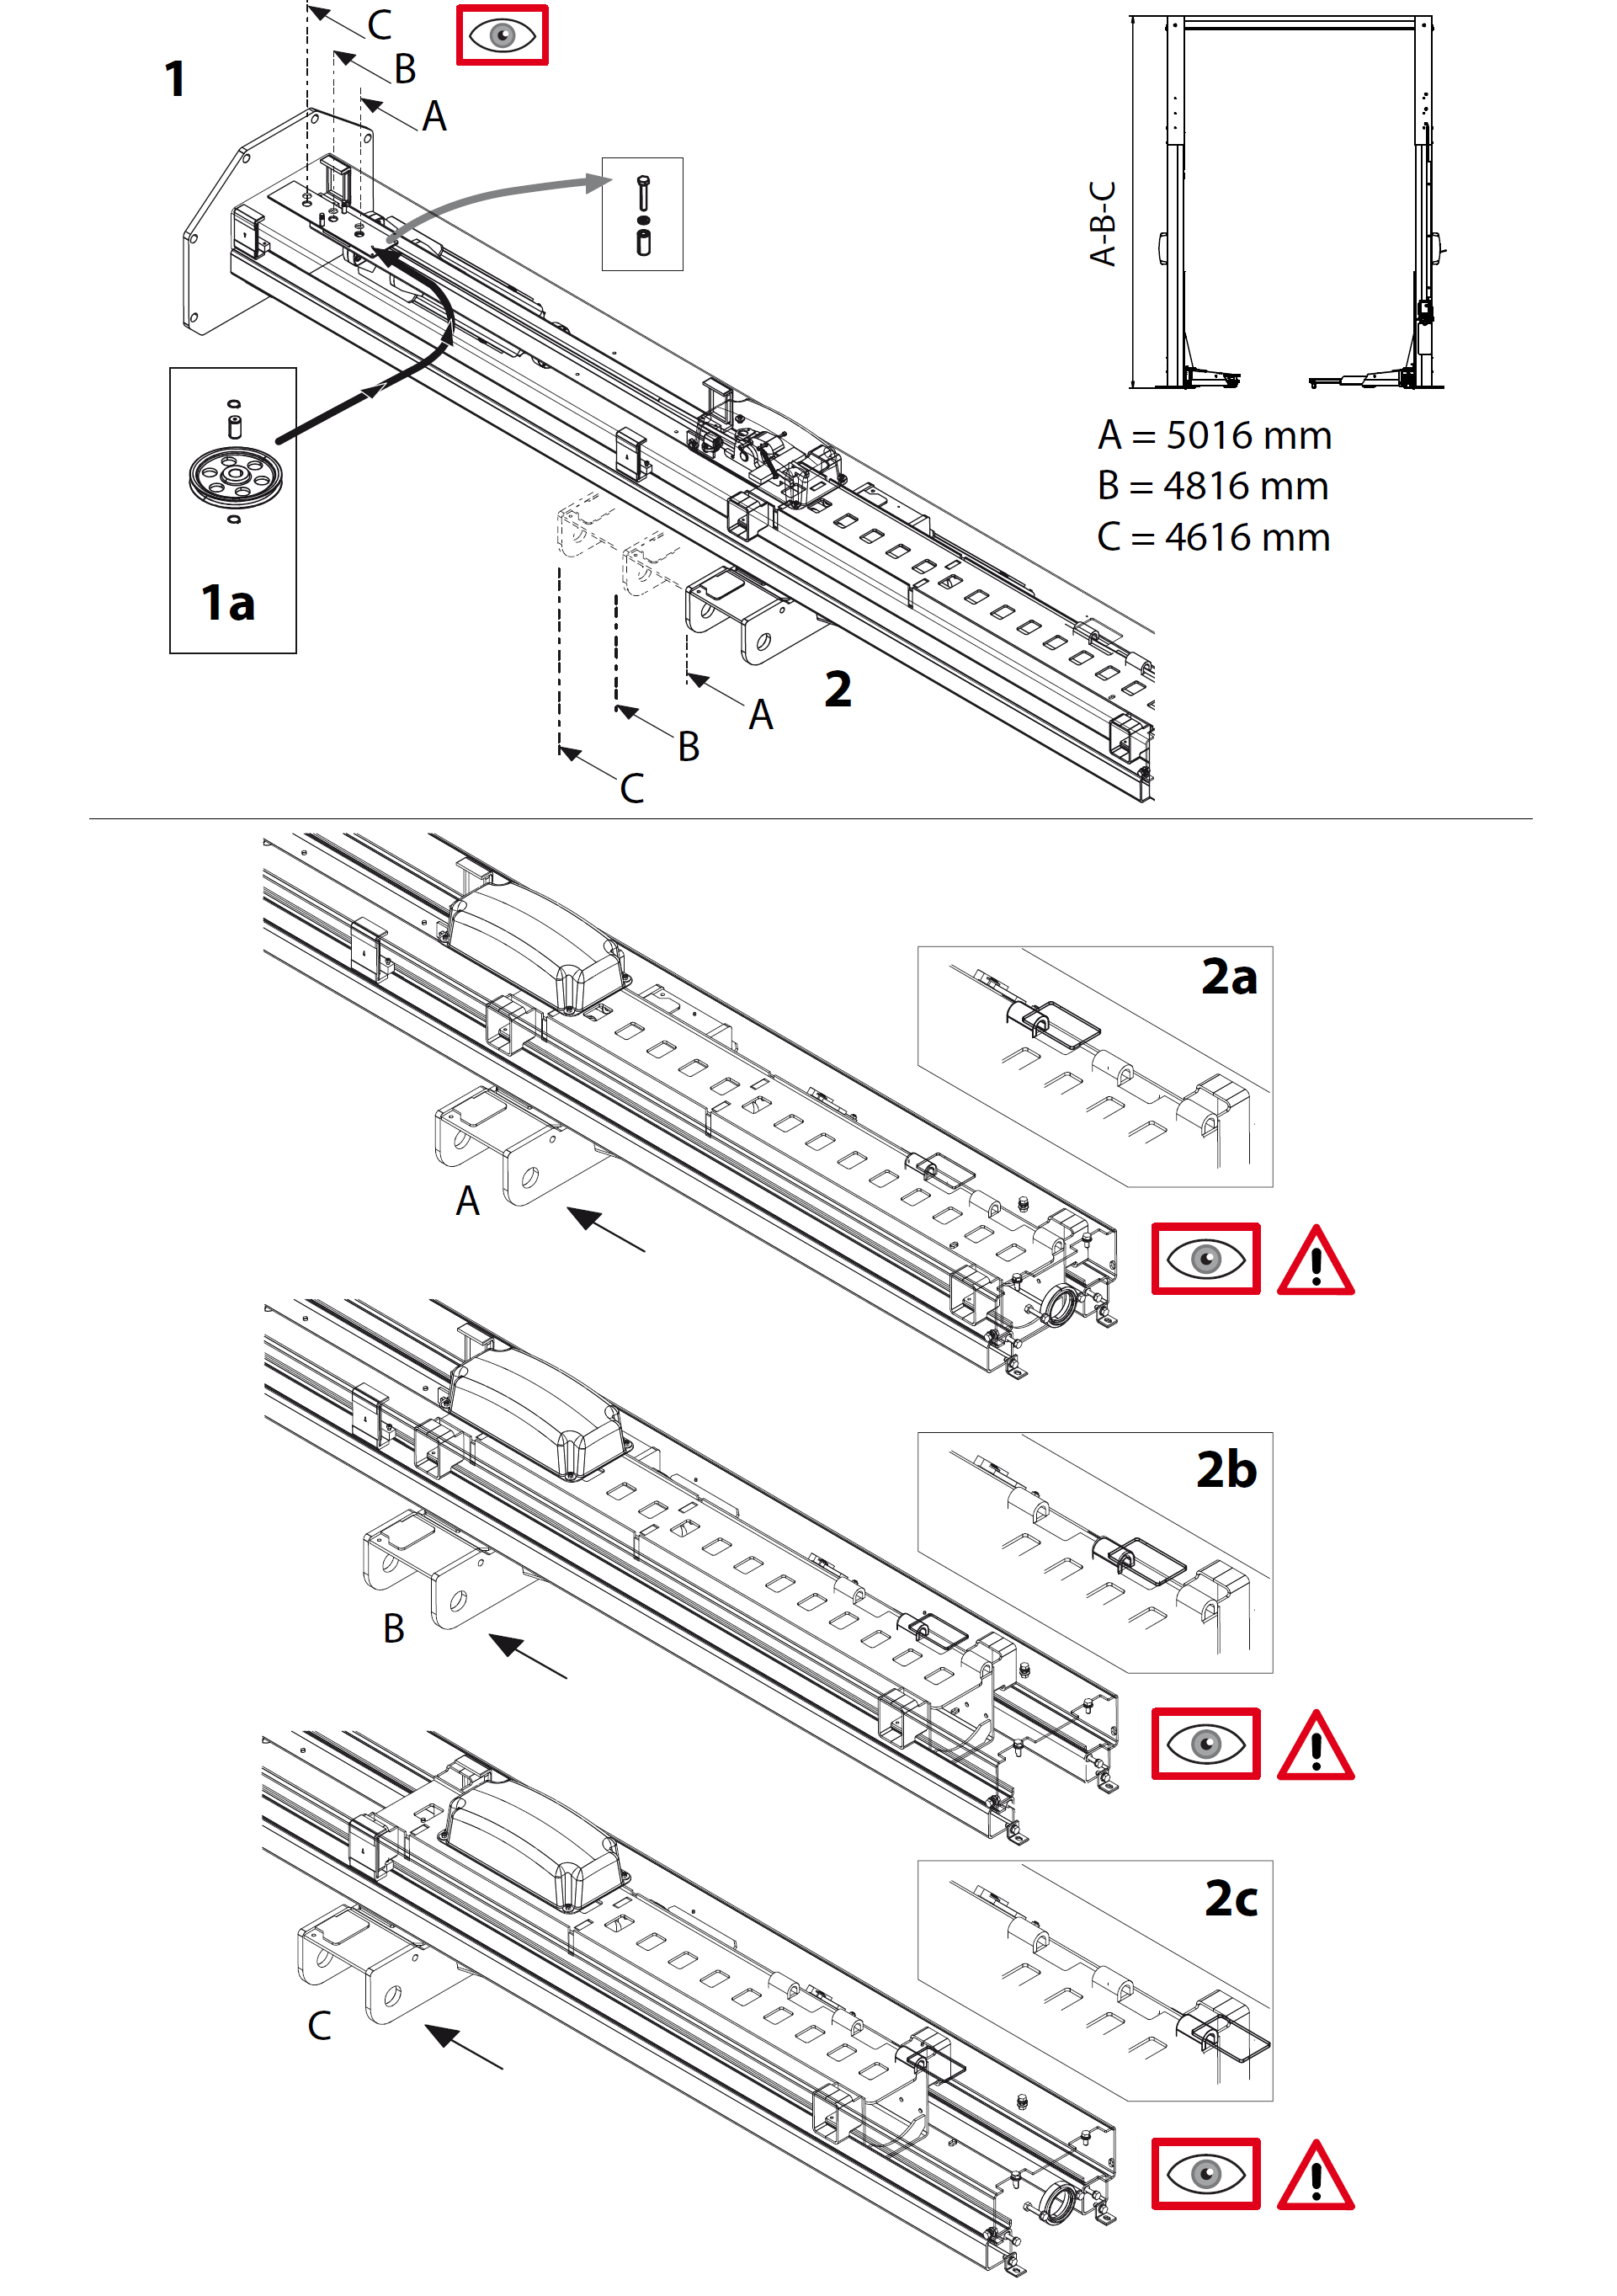 C
B
1
A
A-B-C
A = 5016 mm
B = 4816 mm
C = 4616 mm
1a
2
A
B
C
2a
A
2b
B
2c
C